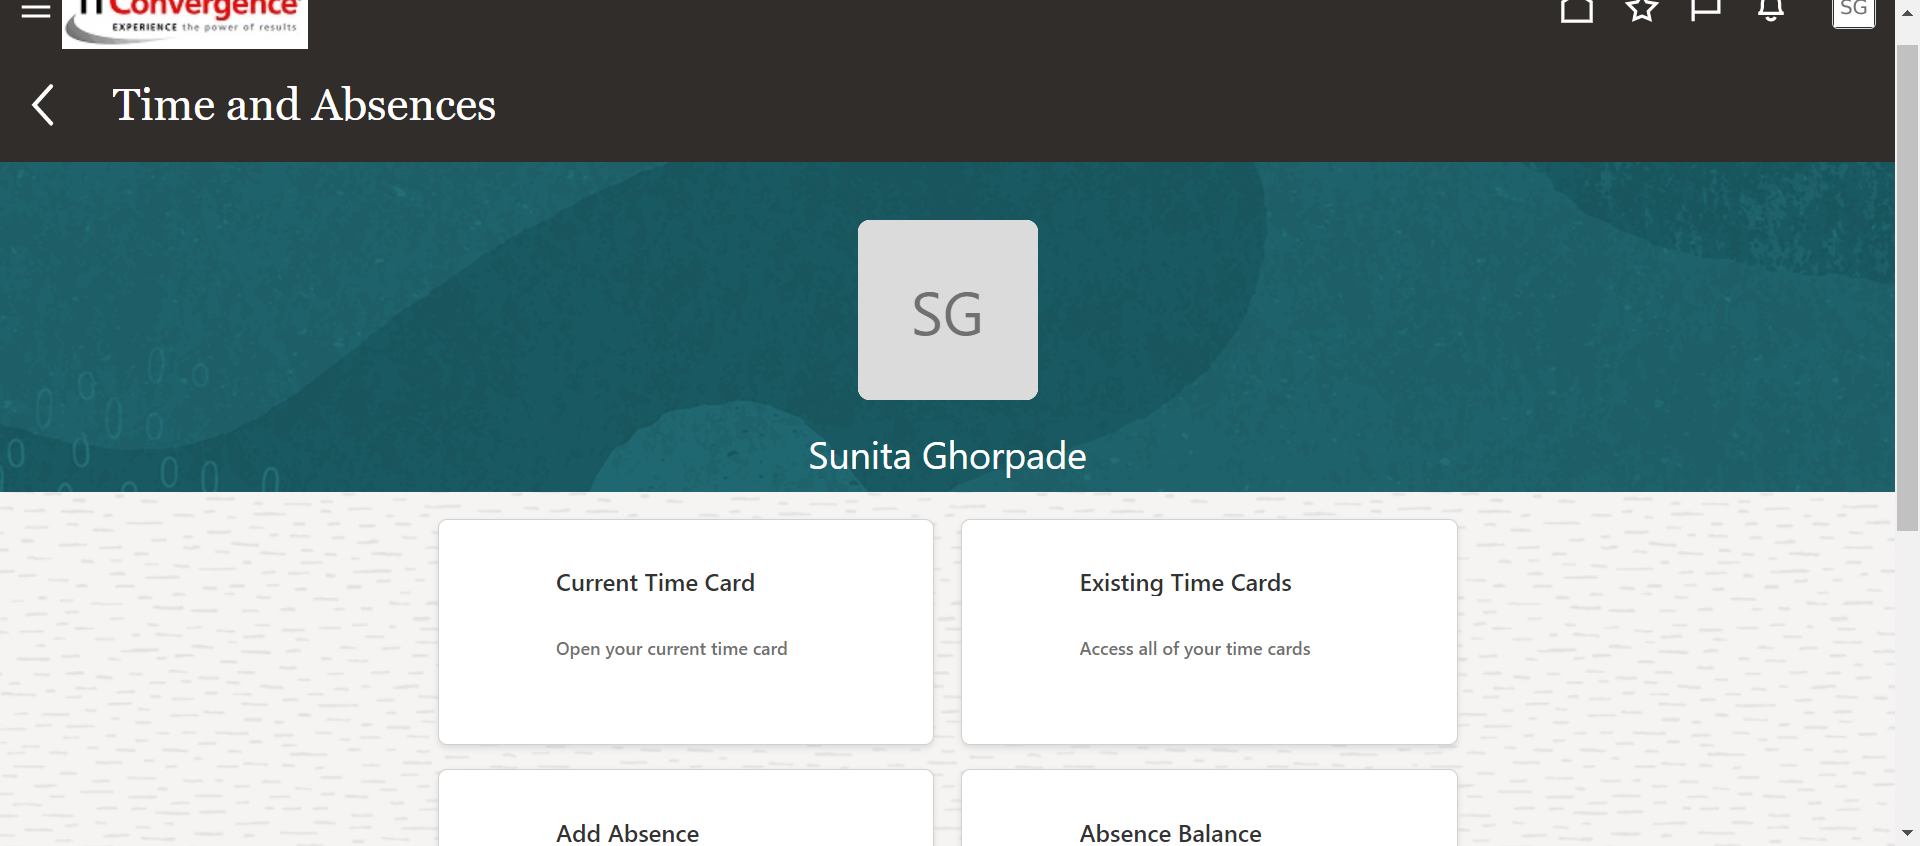 ITConvergence
EXPERIENCE the power of results
SG
Time and Absences
SG
Sunita Ghorpade
Current Time Card
Existing Time Cards
Open your current time card
Access all of your time cards
Add Absence
Absence Balance